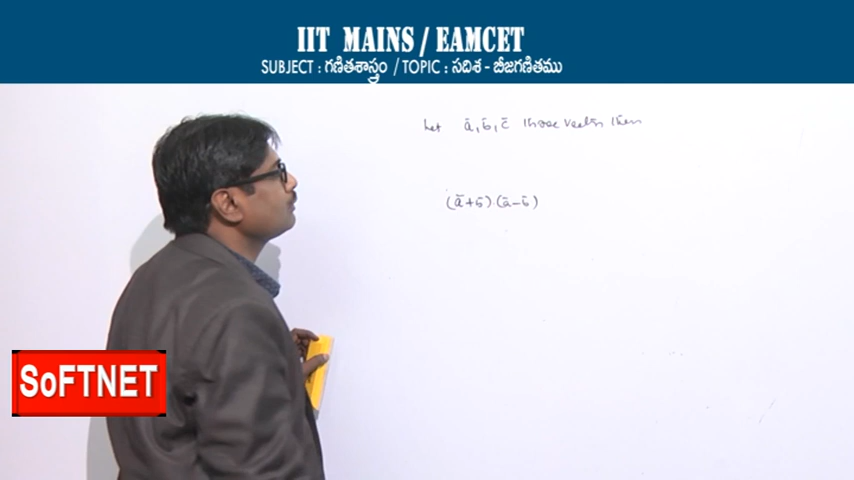 IIT MAINS / EAMCET
SUBJECT : గణితశాస్త్రం / TOPIC : సదిశ - బీజగణితము
Let a̅, b̅, c̅ three vectors then
(a̅+b̅).(a̅-b̅)
SoFTNET